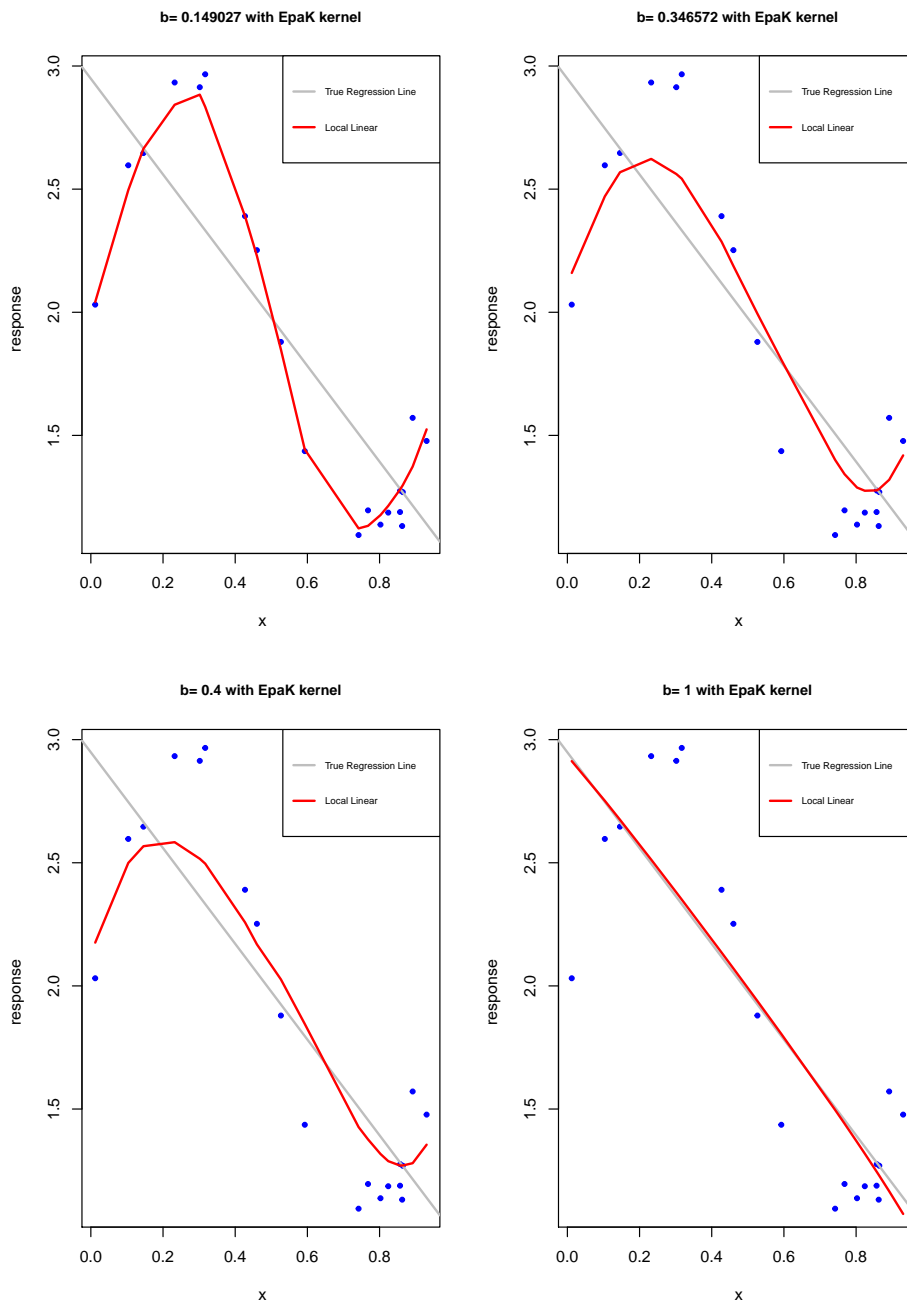 b= 0.149027 with EpaK kernel
3.0
2.5
2.0
1.5
response
True Regression Line
Local Linear
0.0 0.2 0.4 0.6 0.8
x
b= 0.346572 with EpaK kernel
3.0
2.5
2.0
1.5
response
True Regression Line
Local Linear
0.0 0.2 0.4 0.6 0.8
x
b= 0.4 with EpaK kernel
3.0
2.5
2.0
1.5
response
True Regression Line
Local Linear
0.0 0.2 0.4 0.6 0.8
x
b= 1 with EpaK kernel
3.0
2.5
2.0
1.5
response
True Regression Line
Local Linear
0.0 0.2 0.4 0.6 0.8
x